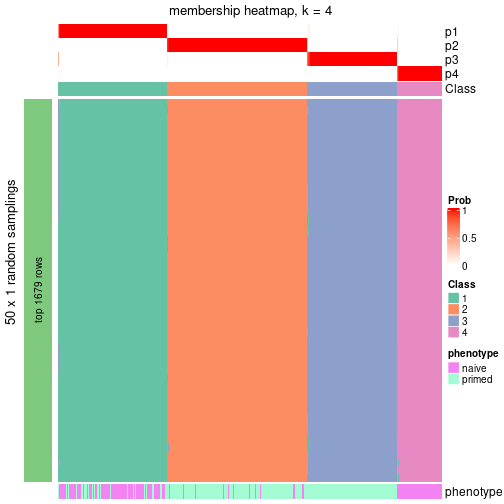 membership heatmap, k = 4
p1
p2
p3
p4
Class
50 x 1 random samplings
top 1679 rows
Prob
1
0.5
0
Class
1
2
3
4
phenotype
naive
primed
phenotype